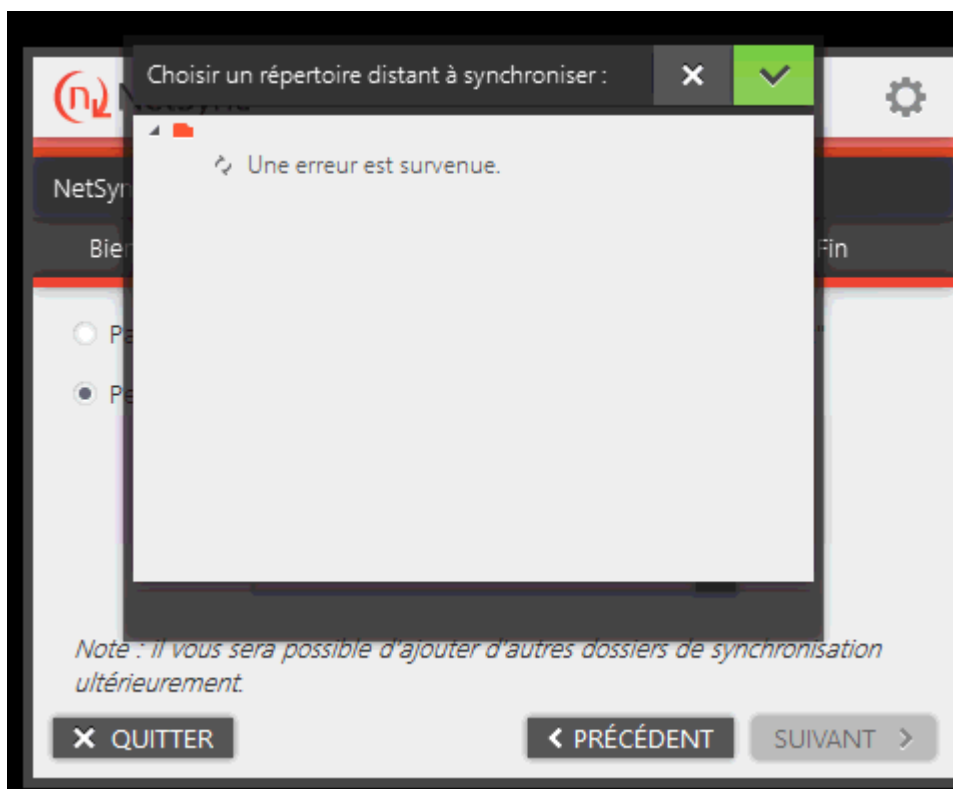 Choisir un répertoire distant à synchroniser :
Une erreur est survenue.
NetSyn
Bien
Fin
Note : il vous sera possible d'ajouter d'autres dossiers de synchronisation
ultérieurement.
QUITTER
PRÉCÉDENT
SUIVANT